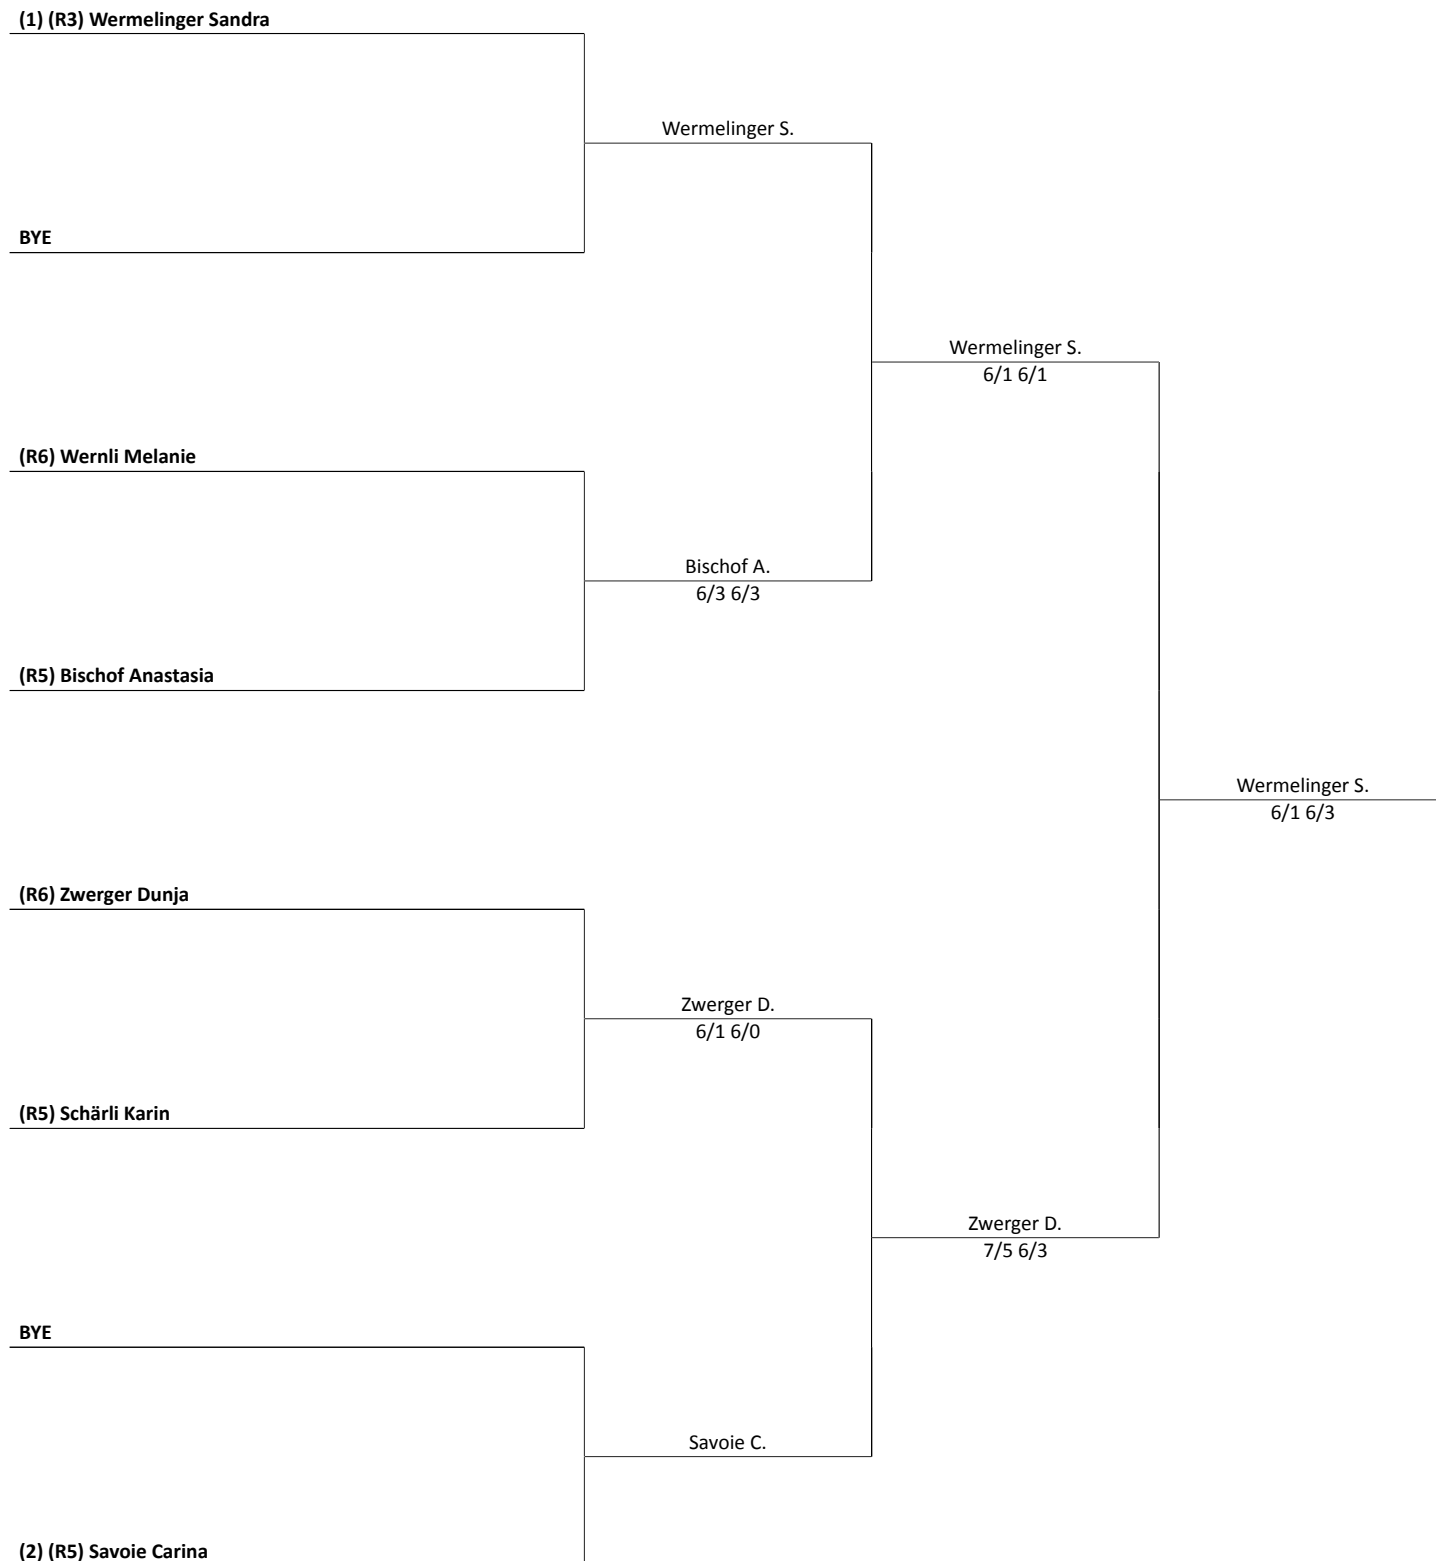 (1) (R3) Wermelinger Sandra
Wermelinger S.
BYE
Wermelinger S.
6/1 6/1
(R6) Wernli Melanie
Bischof A.
6/3 6/3
(R5) Bischof Anastasia
Wermelinger S.
6/1 6/3
(R6) Zwerger Dunja
Zwerger D.
6/1 6/0
(R5) Schärli Karin
Zwerger D.
7/5 6/3
BYE
Savoie C.
(2) (R5) Savoie Carina